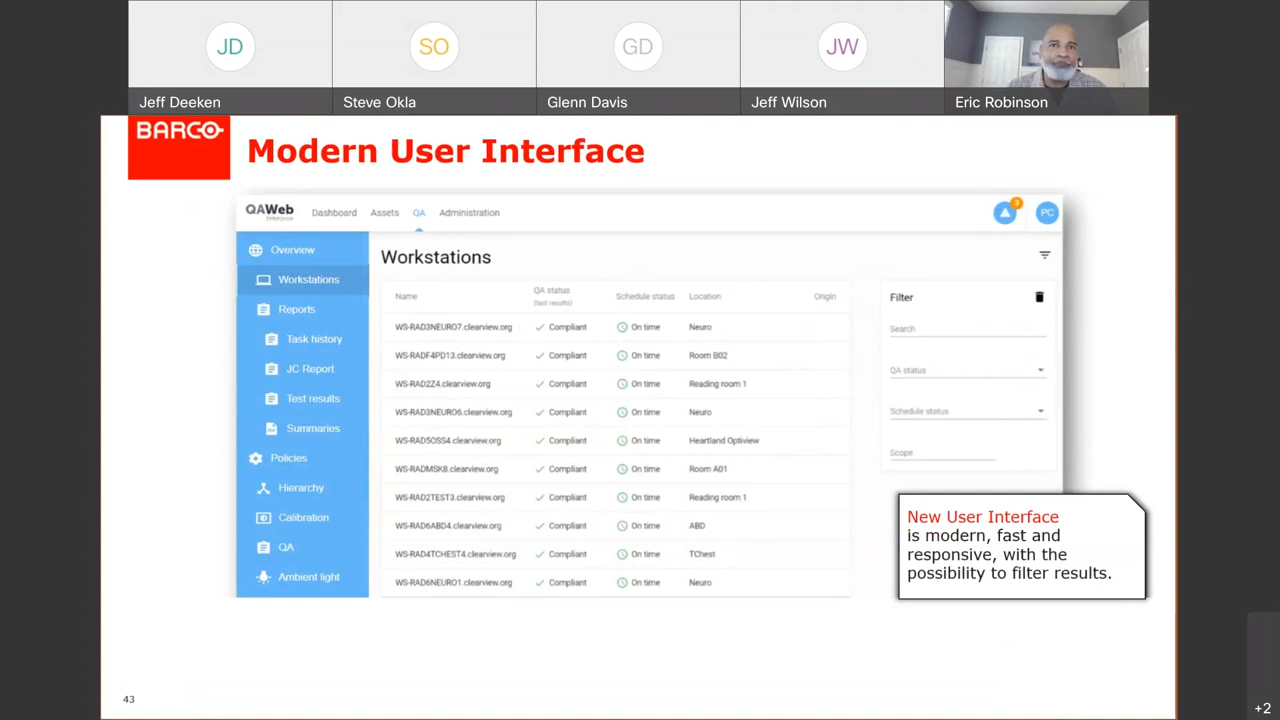 JD
SO
GD
JW
Jeff Deeken
Steve Okla
Glenn Davis
Jeff Wilson
Eric Robinson
BARCO
Modern User Interface
QAWeb
Enterprise
Dashboard
Assets
QA
Administration
3
PC
Overview
Workstations
Reports
Task history
JC Report
Test results
Summaries
Policies
Hierarchy
Calibration
QA
Ambient light
Workstations
Name QA status (last results) Schedule status Location Origin
WS-RAD3NEURO7.clearview.org Compliant On time Neuro
WS-RADF4PD13.clearview.org Compliant On time Room B02
WS-RAD2Z4.clearview.org Compliant On time Reading room 1
WS-RAD3NEURO6.clearview.org Compliant On time Neuro
WS-RAD5OSS4.clearview.org Compliant On time Heartland Optiview
WS-RADMSK8.clearview.org Compliant On time Room A01
WS-RAD2TEST3.clearview.org Compliant On time Reading room 1
WS-RAD6ABD4.clearview.org Compliant On time ABD
WS-RAD4TCHEST4.clearview.org Compliant On time TChest
WS-RAD6NEURO1.clearview.org Compliant On time Neuro
Filter
Search
QA status
Schedule status
Scope
New User Interface
is modern, fast and
responsive, with the
possibility to filter results.
43
+2